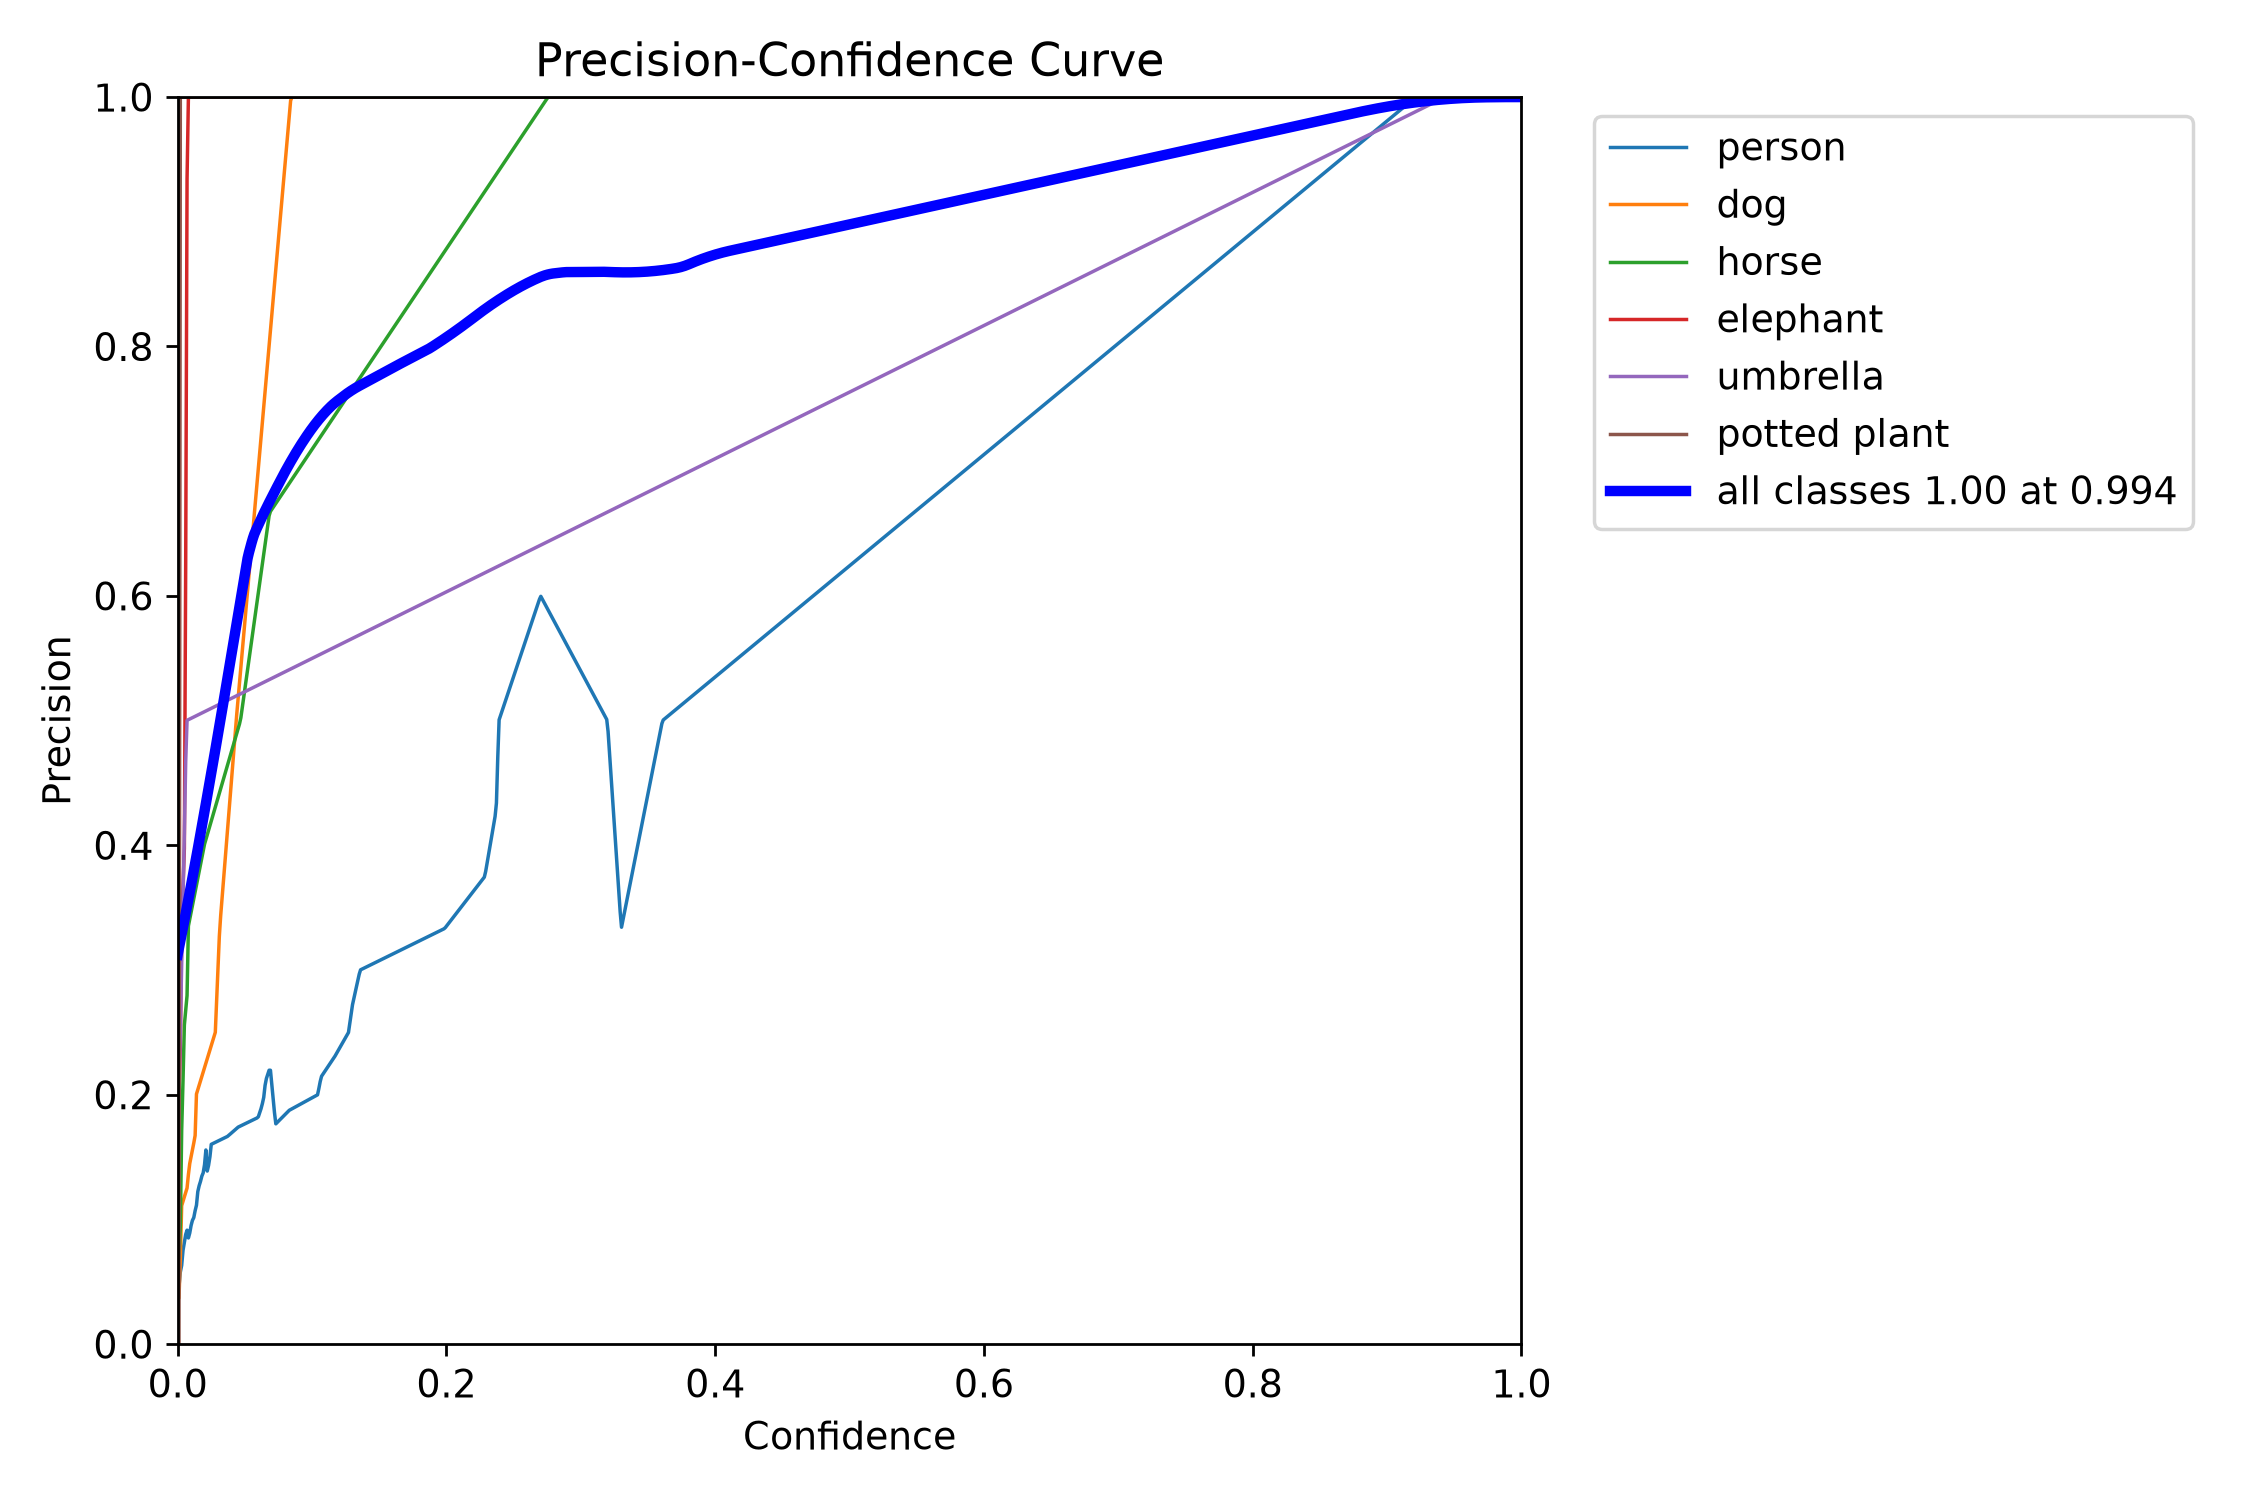 Precision-Confidence Curve
1.0
0.8
0.6
0.4
0.2
0.0
Precision
0.0 0.2 0.4 0.6 0.8 1.0
Confidence
person
dog
horse
elephant
umbrella
potted plant
all classes 1.00 at 0.994